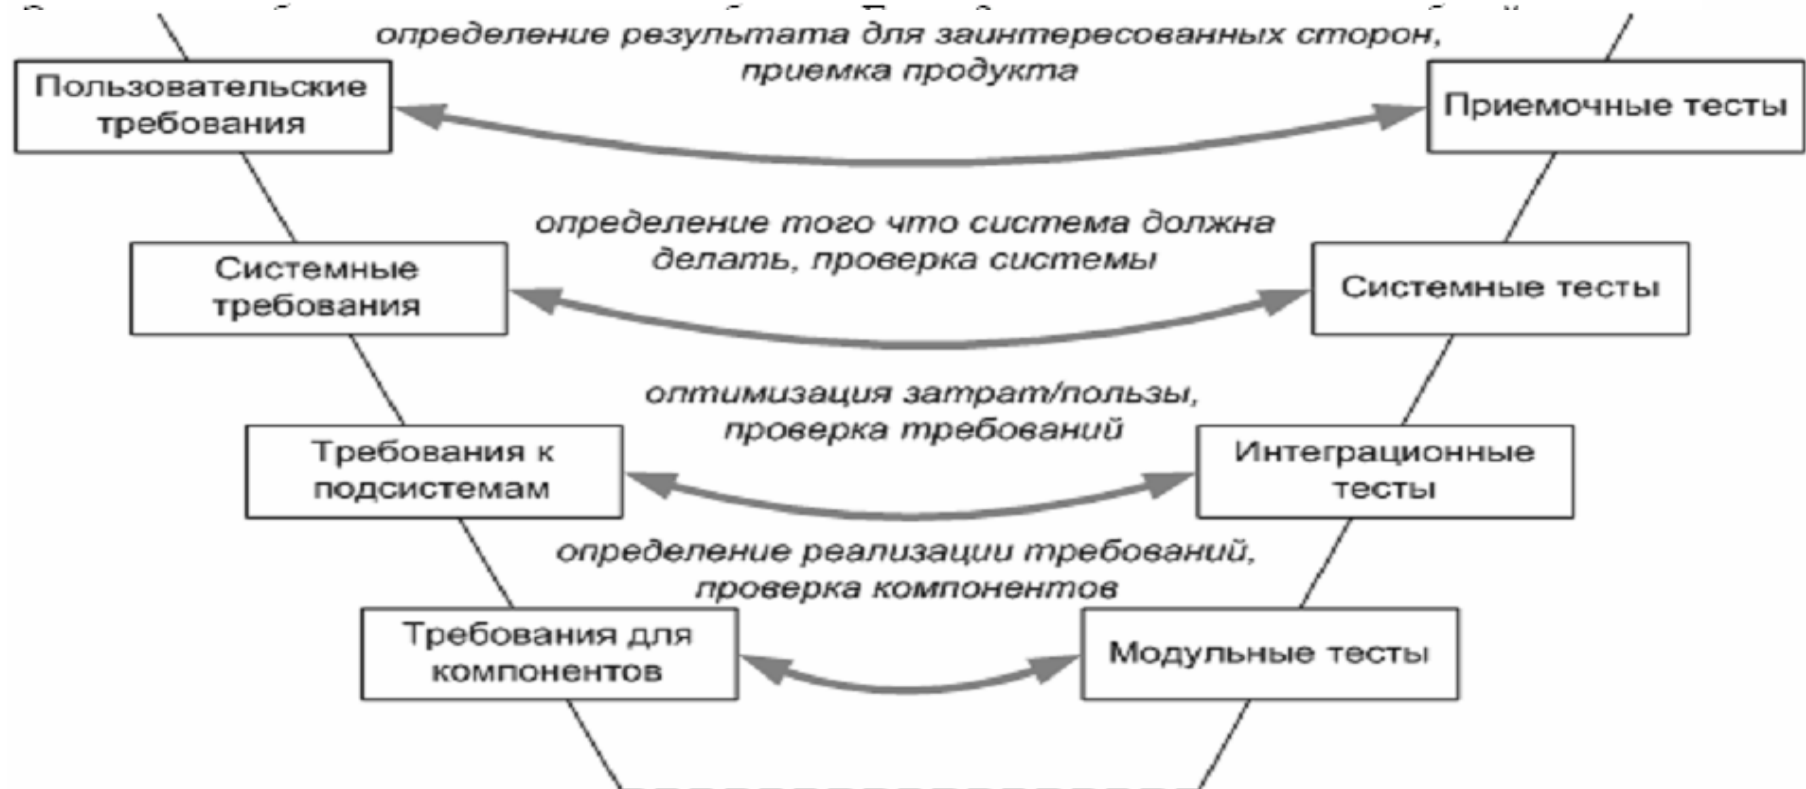 определение результата для заинтересованных сторон,
приемка продукта
Пользовательские
требования
Приемочные тесты
определение того что система должна
делать, проверка системы
Системные
требования
Системные тесты
оптимизация затрат/пользы,
проверка требований
Требования к
подсистемам
Интеграционные
тесты
определение реализации требований,
проверка компонентов
Требования для
компонентов
Модульные тесты